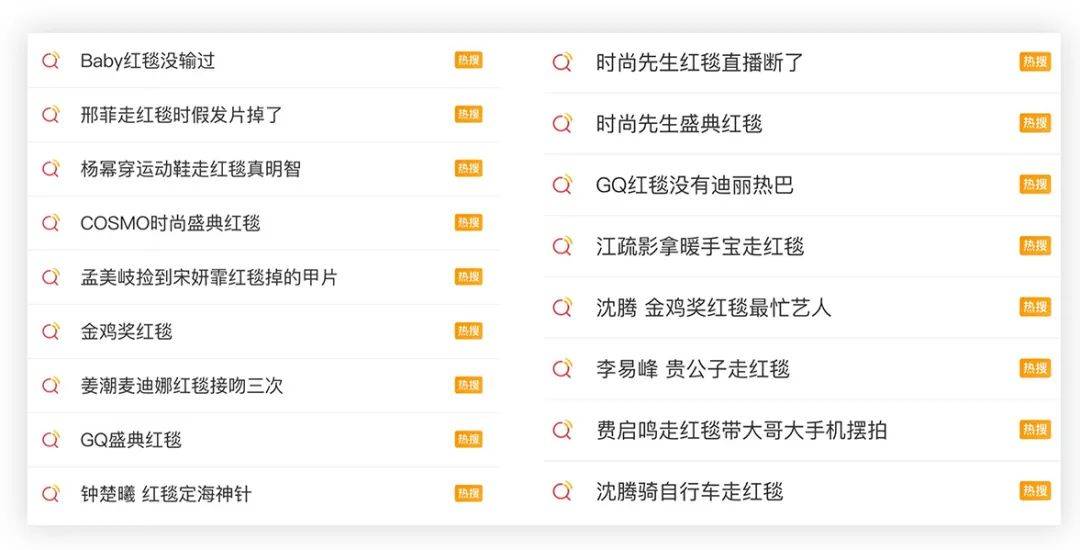 Baby红毯没输过 热搜
邢菲走红毯时假发片掉了 热搜
杨幂穿运动鞋走红毯真明智 热搜
COSMO时尚盛典红毯 热搜
孟美岐捡到宋妍霏红毯掉的甲片 热搜
金鸡奖红毯 热搜
姜潮麦迪娜红毯接吻三次 热搜
GQ盛典红毯 热搜
钟楚曦 红毯定海神针 热搜
时尚先生红毯直播断了 热搜
时尚先生盛典红毯 热搜
GQ红毯没有迪丽热巴 热搜
江疏影拿暖手宝走红毯 热搜
沈腾 金鸡奖红毯最忙艺人 热搜
李易峰 贵公子走红毯 热搜
费启鸣走红毯带大哥大手机摆拍 热搜
沈腾骑自行车走红毯 热搜